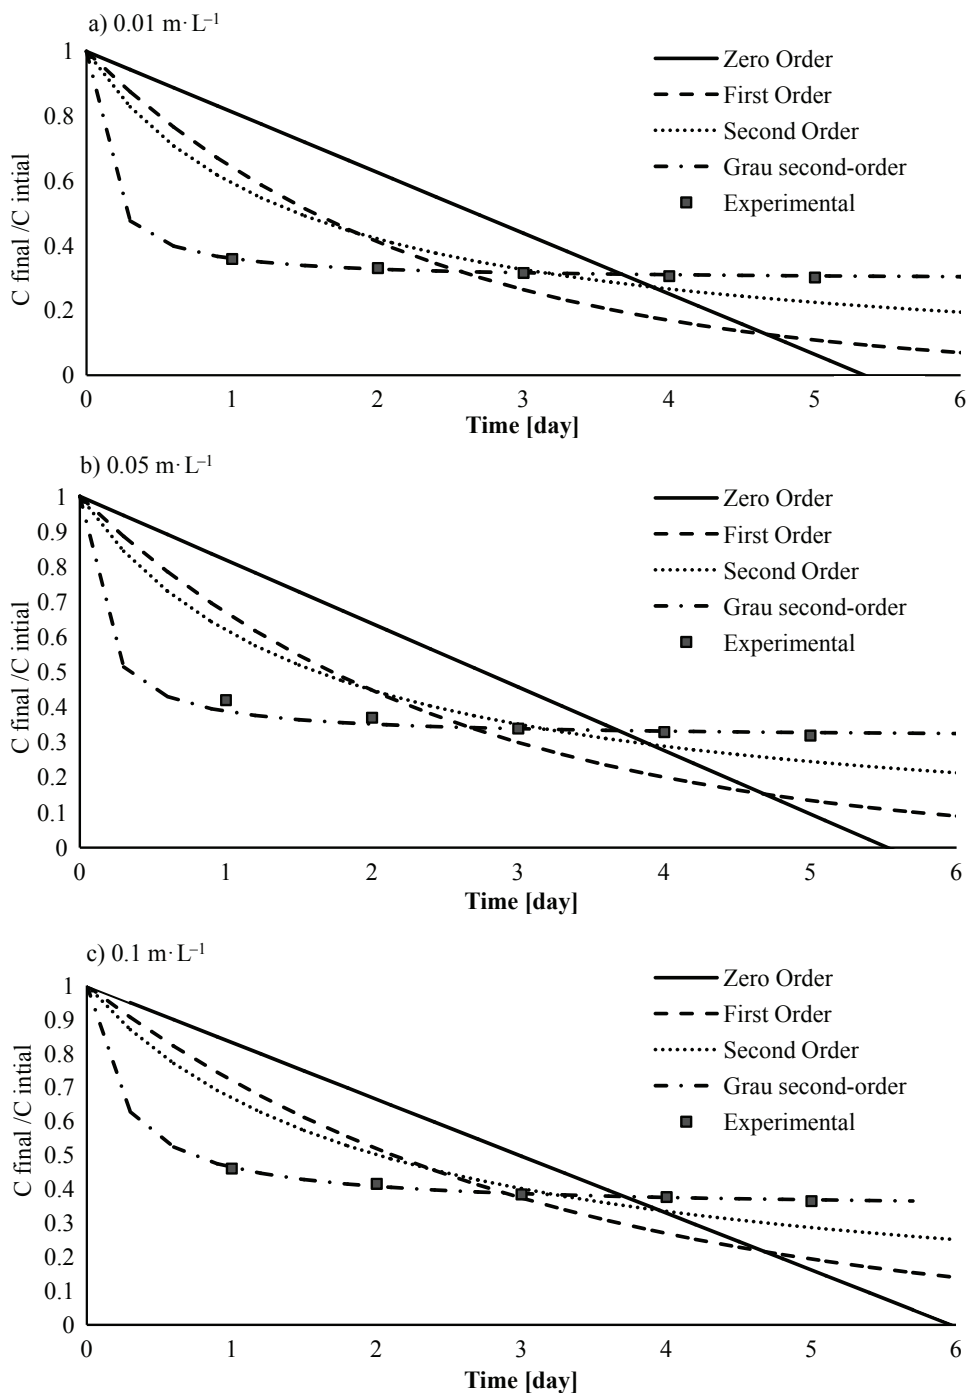 a) 0.01 m·L⁻¹
C final /C intial
1
0.8
0.6
0.4
0.2
0
Zero Order
First Order
Second Order
Grau second-order
Experimental
0 1 2 3 4 5 6
Time [day]
b) 0.05 m·L⁻¹
C final /C intial
1
0.9
0.8
0.7
0.6
0.5
0.4
0.3
0.2
0.1
0
Zero Order
First Order
Second Order
Grau second-order
Experimental
0 1 2 3 4 5 6
Time [day]
c) 0.1 m·L⁻¹
C final /C intial
1
0.9
0.8
0.7
0.6
0.5
0.4
0.3
0.2
0.1
0
Zero Order
First Order
Second Order
Grau second-order
Experimental
0 1 2 3 4 5 6
Time [day]